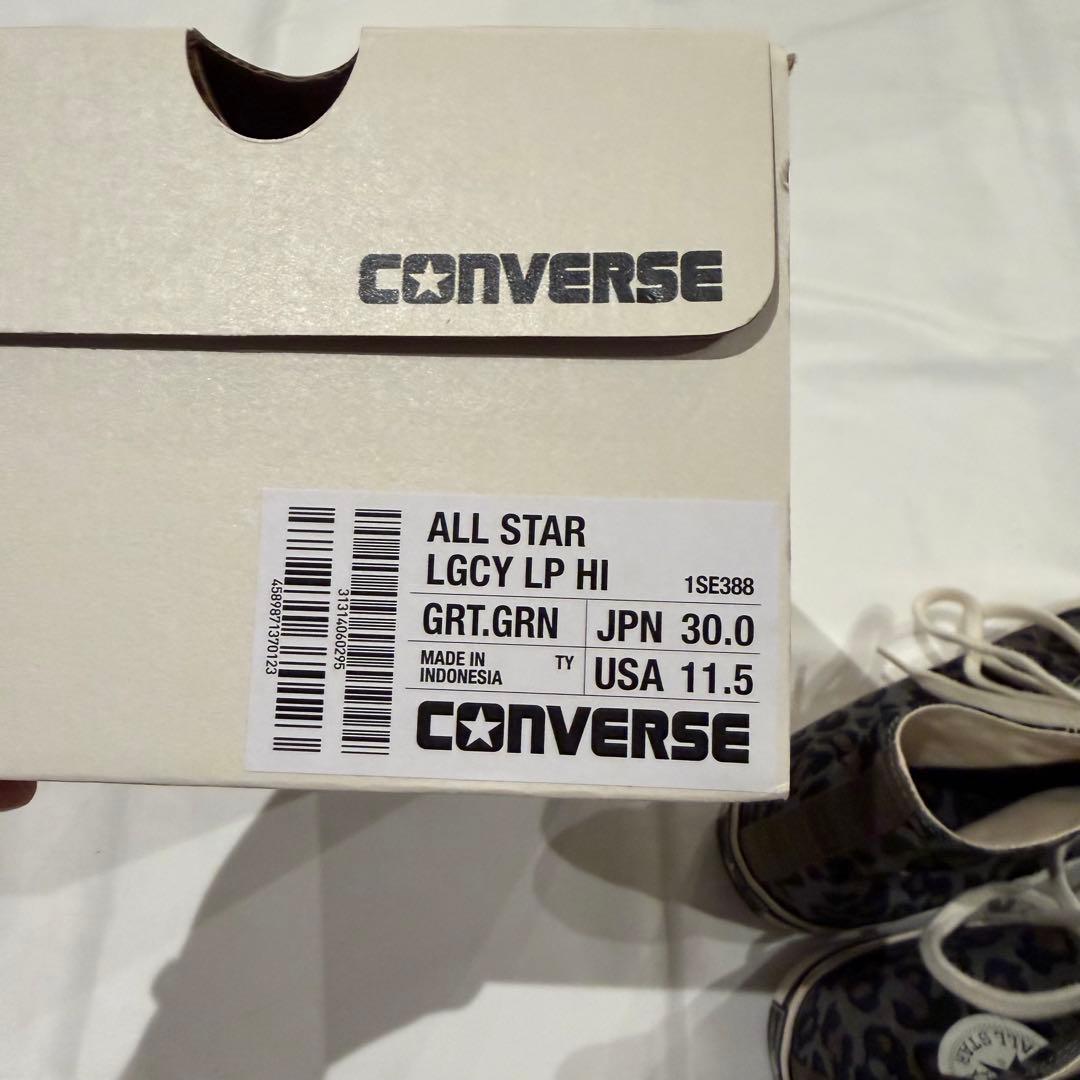 CONVERSE
ALL STAR
LGCY LP HI
1SE388
GRT.GRN
JPN 30.0
MADE IN
INDONESIA
TY
USA 11.5
CONVERSE
4589871370123
3131406029​5
ALL STAR